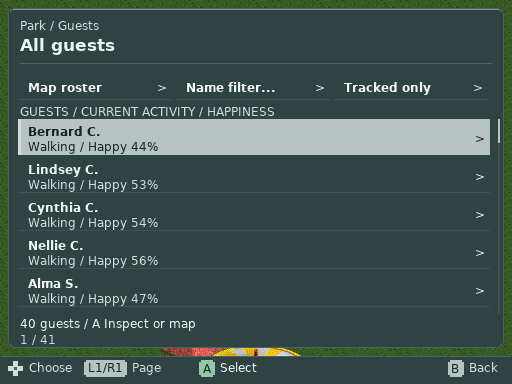 Park / Guests
All guests
Map roster >
Name filter... >
Tracked only >
GUESTS / CURRENT ACTIVITY / HAPPINESS
Bernard C.
Walking / Happy 44% >
Lindsey C.
Walking / Happy 53% >
Cynthia C.
Walking / Happy 54% >
Nellie C.
Walking / Happy 56% >
Alma S.
Walking / Happy 47% >
40 guests / A Inspect or map
1 / 41
Choose L1/R1 Page A Select B Back